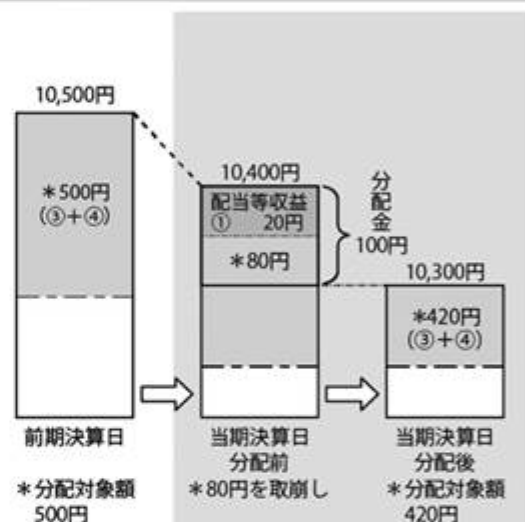 10,500円
＊500円
(③＋④)
前期決算日
＊分配対象額
500円
10,400円
配当等収益
① 20円
＊80円
分配金
100円
当期決算日
分配前
＊80円を取崩し
10,300円
＊420円
(③＋④)
当期決算日
分配後
＊分配対象額
420円